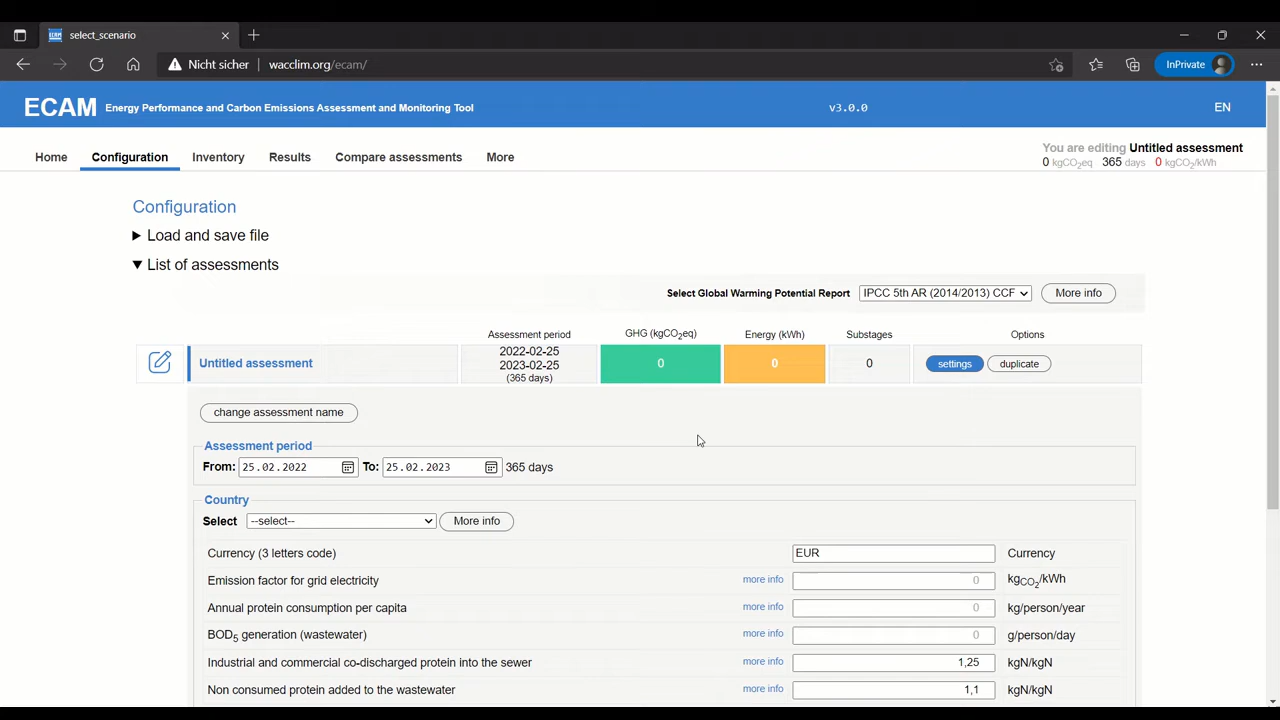 select_scenario
Nicht sicher wacclim.org/ecam/ InPrivate
ECAM Energy Performance and Carbon Emissions Assessment and Monitoring Tool v3.0.0 EN
Home Configuration Inventory Results Compare assessments More
You are editing Untitled assessment
0 kgCO2eq 365 days 0 kgCO2/kWh
Configuration
Load and save file
List of assessments
Select Global Warming Potential Report IPCC 5th AR (2014/2013) CCF More info
Assessment period GHG (kgCO2eq) Energy (kWh) Substages Options
Untitled assessment 2022-02-25 2023-02-25 (365 days) 0 0 0 settings duplicate
change assessment name
Assessment period
From: 25.02.2022 To: 25.02.2023 365 days
Country
Select --select-- More info
Currency (3 letters code) EUR Currency
Emission factor for grid electricity more info 0 kgCO2/kWh
Annual protein consumption per capita more info 0 kg/person/year
BOD5 generation (wastewater) more info 0 g/person/day
Industrial and commercial co-discharged protein into the sewer more info 1,25 kgN/kgN
Non consumed protein added to the wastewater more info 1,1 kgN/kgN